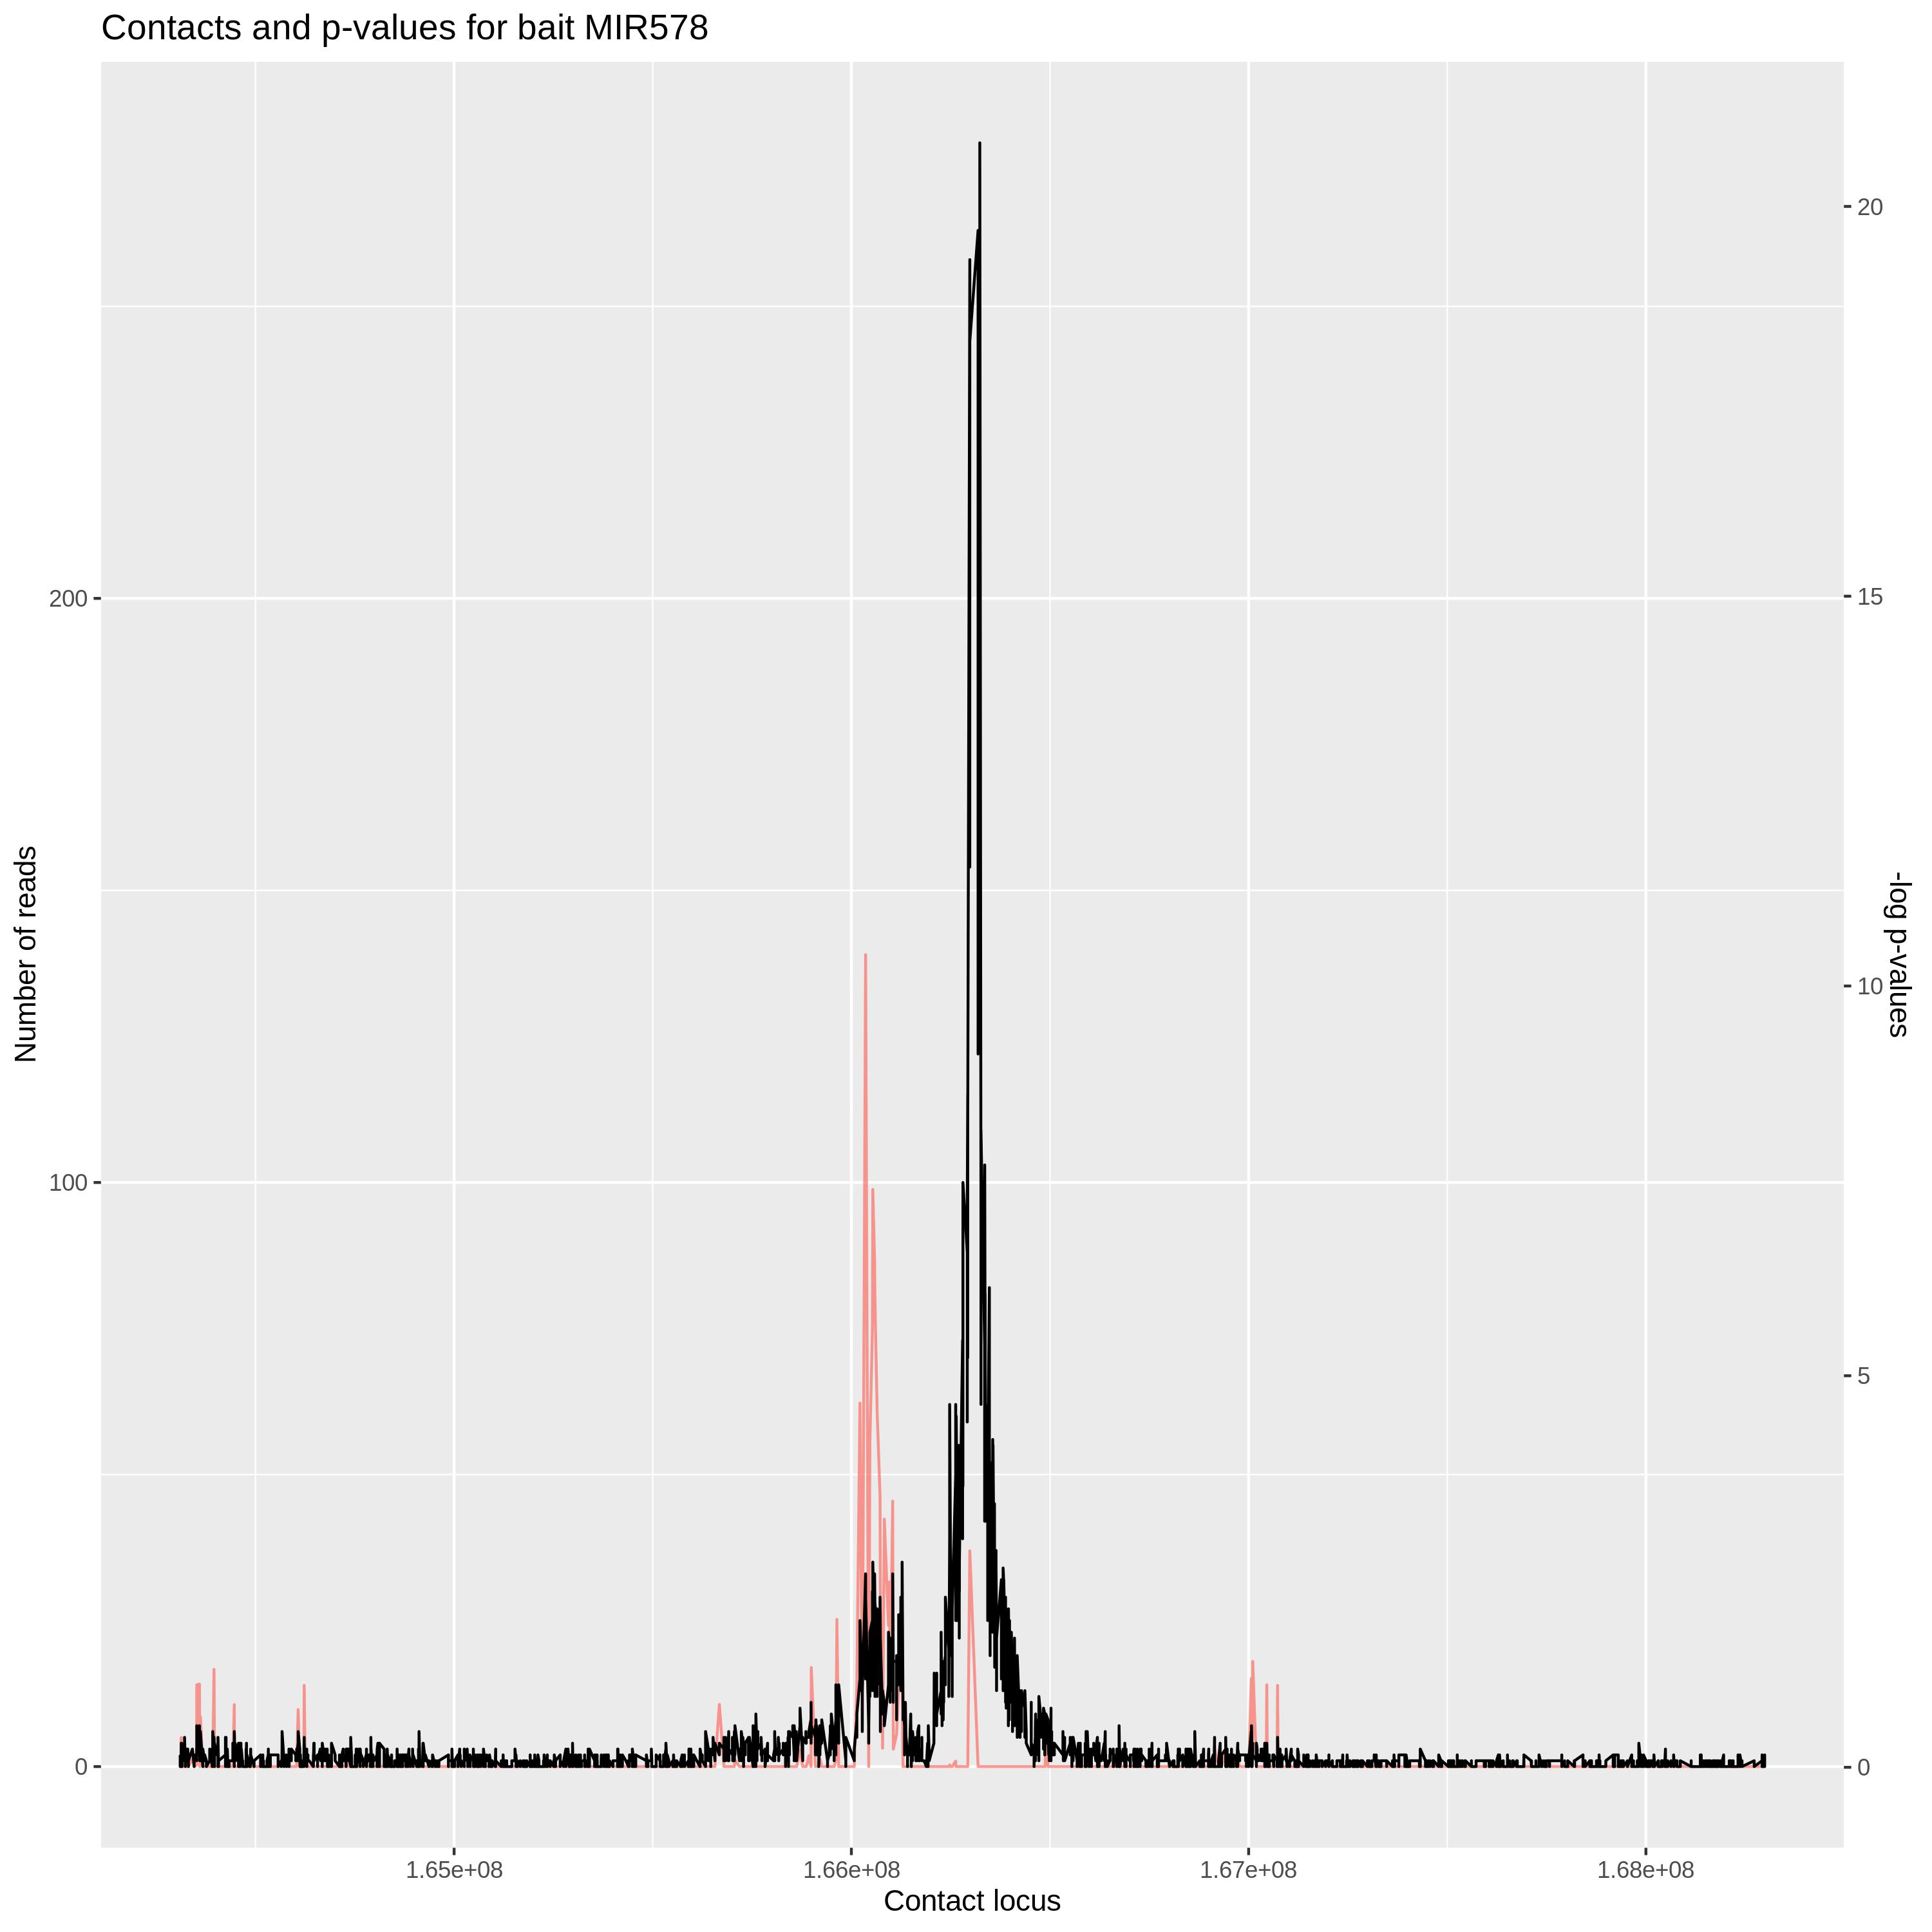 Contacts and p-values for bait MIR578
Number of reads
200
100
0
20
15
10
5
0
-log p-values
1.65e+08
1.66e+08
1.67e+08
1.68e+08
Contact locus